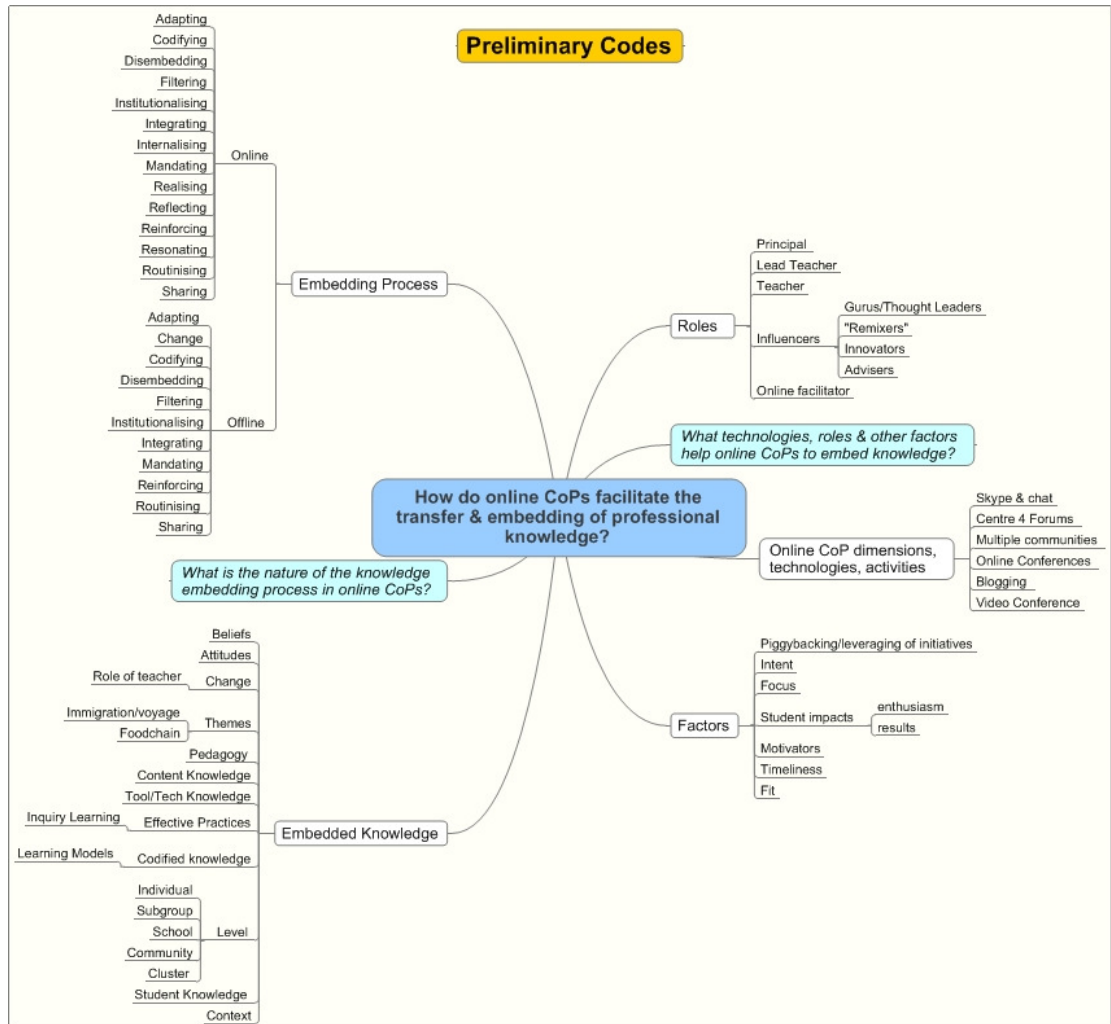 Preliminary Codes
Adapting
Codifying
Disembedding
Filtering
Institutionalising
Integrating
Internalising
Mandating
Realising
Reflecting
Reinforcing
Resonating
Routinising
Sharing
Online
Adapting
Change
Codifying
Disembedding
Filtering
Institutionalising
Integrating
Mandating
Reinforcing
Routinising
Sharing
Offline
Embedding Process
Principal
Lead Teacher
Teacher
Influencers
Gurus/Thought Leaders
"Remixers"
Innovators
Advisers
Online facilitator
Roles
What technologies, roles & other factors
help online CoPs to embed knowledge?
How do online CoPs facilitate the
transfer & embedding of professional
knowledge?
What is the nature of the knowledge
embedding process in online CoPs?
Online CoP dimensions,
technologies, activities
Skype & chat
Centre 4 Forums
Multiple communities
Online Conferences
Blogging
Video Conference
Beliefs
Attitudes
Role of teacher
Change
Immigration/voyage
Foodchain
Themes
Pedagogy
Content Knowledge
Tool/Tech Knowledge
Inquiry Learning
Effective Practices
Learning Models
Codified knowledge
Individual
Subgroup
School
Community
Cluster
Level
Student Knowledge
Context
Embedded Knowledge
Factors
Piggybacking/leveraging of initiatives
Intent
Focus
Student impacts
enthusiasm
results
Motivators
Timeliness
Fit